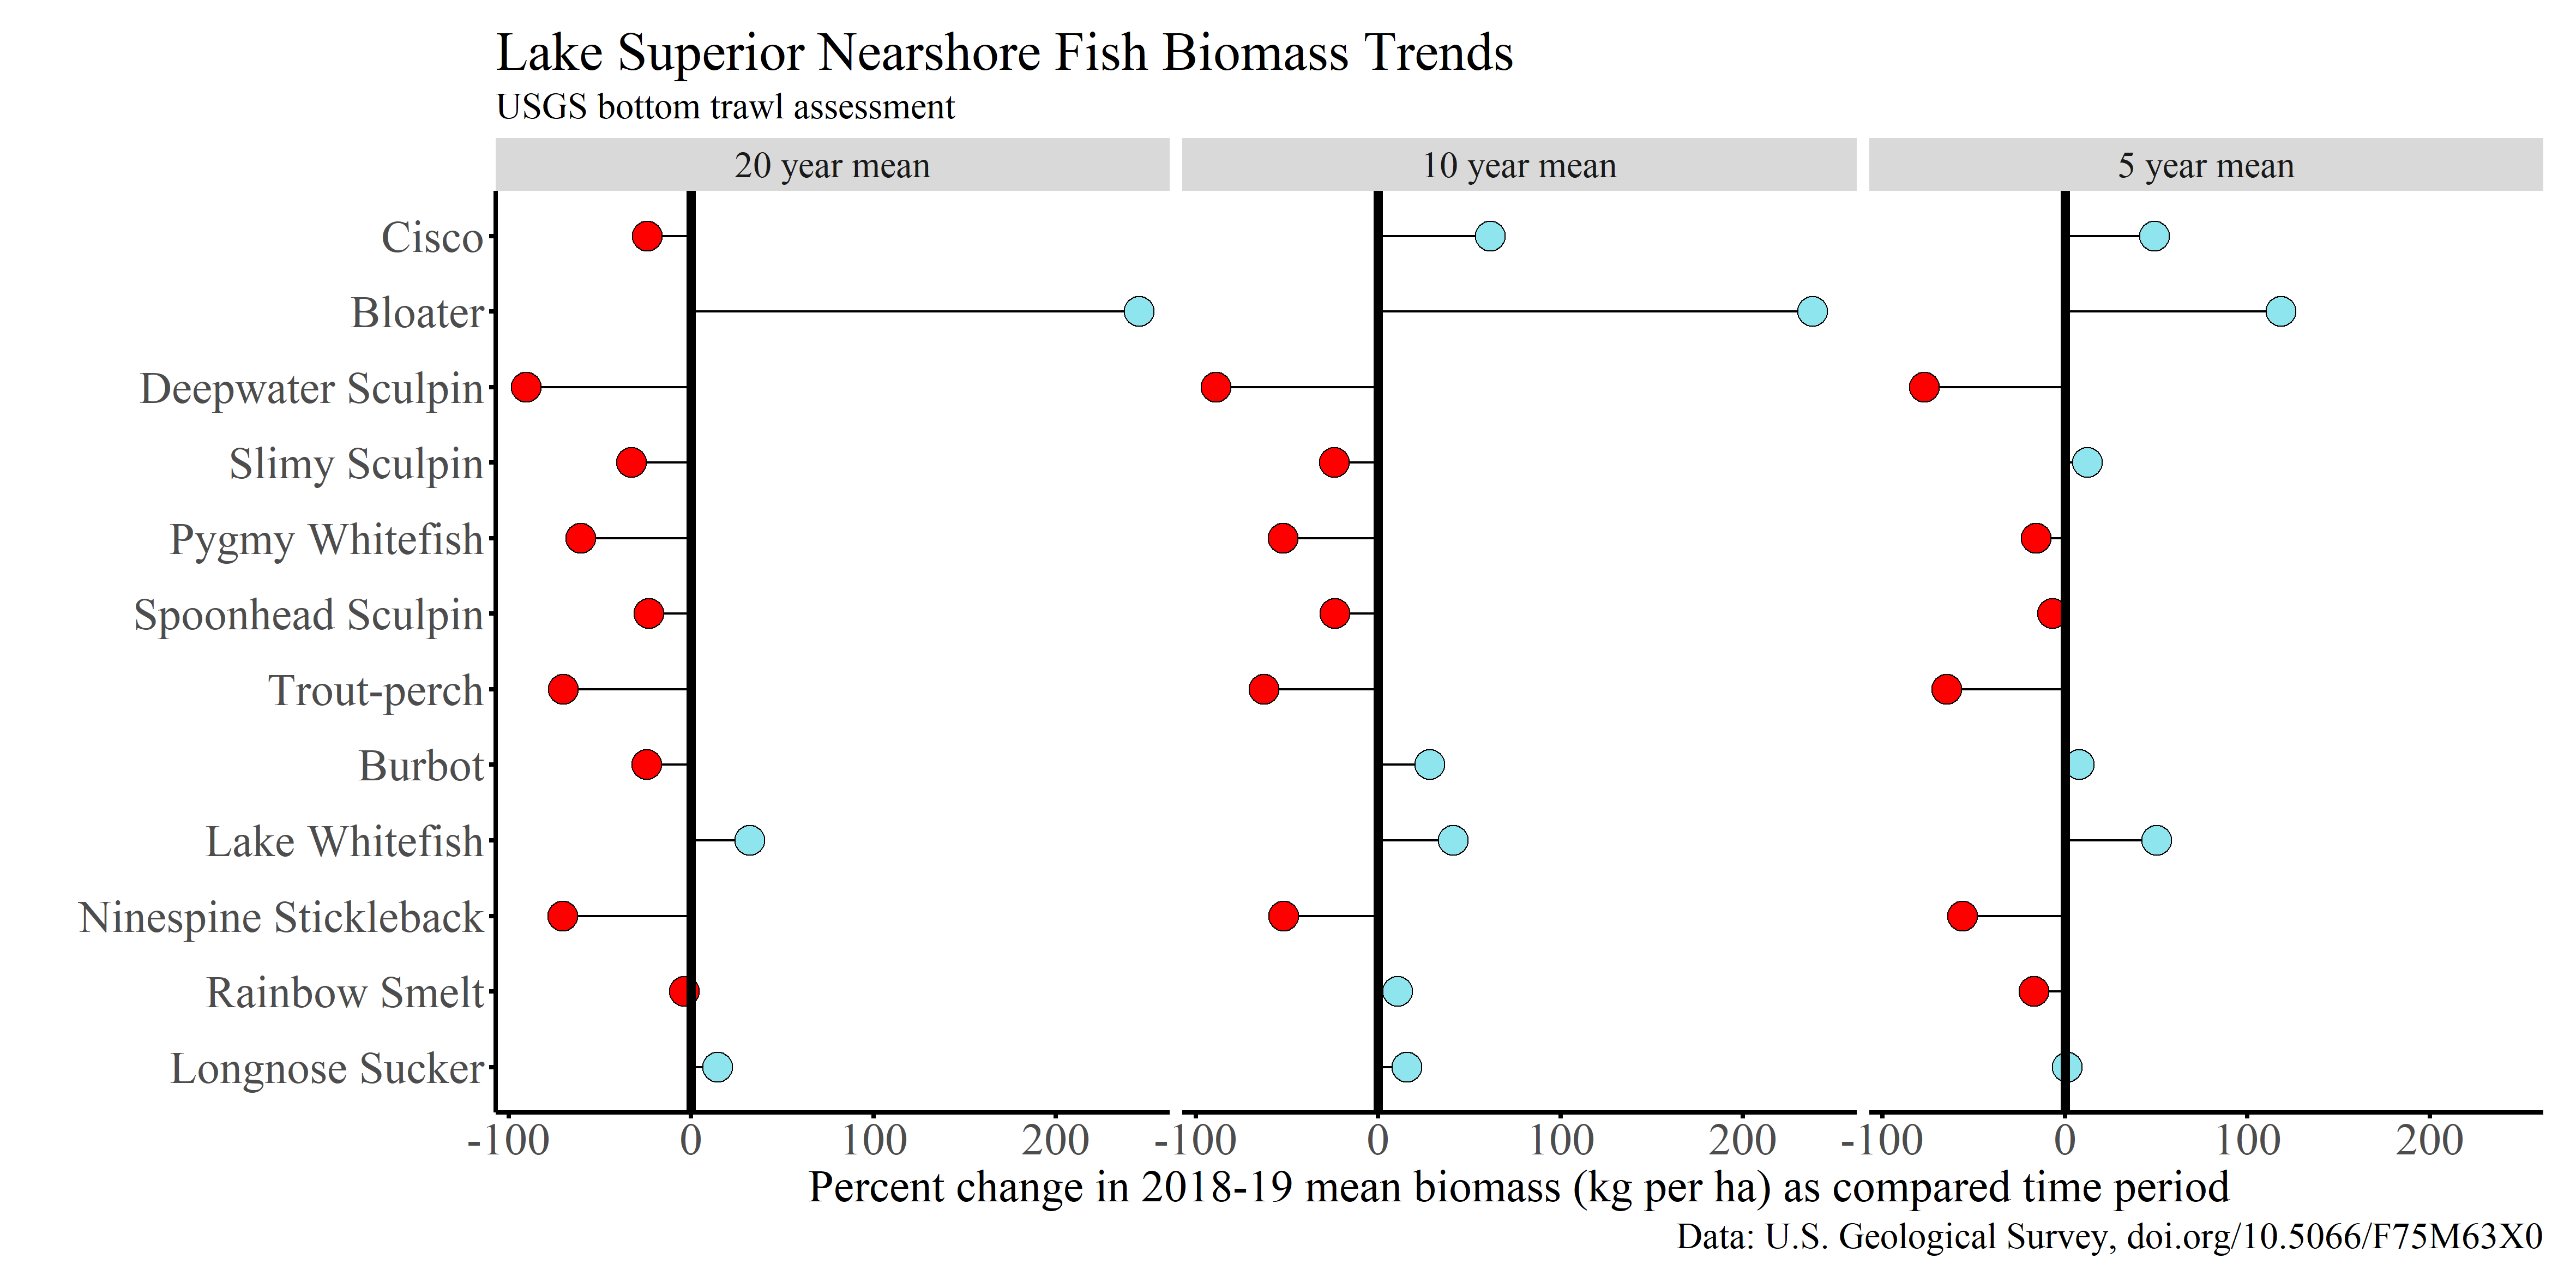 Lake Superior Nearshore Fish Biomass Trends
USGS bottom trawl assessment
20 year mean
10 year mean
5 year mean
Cisco
Bloater
Deepwater Sculpin
Slimy Sculpin
Pygmy Whitefish
Spoonhead Sculpin
Trout-perch
Burbot
Lake Whitefish
Ninespine Stickleback
Rainbow Smelt
Longnose Sucker
-100 0 100 200 -100 0 100 200 -100 0 100 200
Percent change in 2018-19 mean biomass (kg per ha) as compared time period
Data: U.S. Geological Survey, doi.org/10.5066/F75M63X0